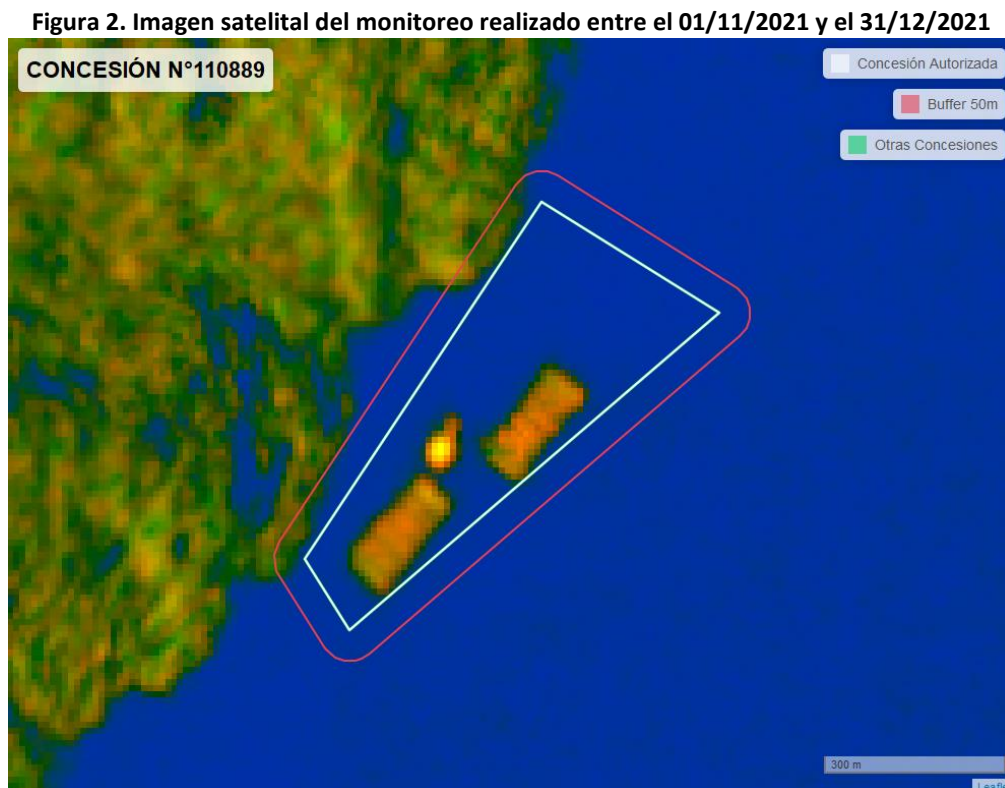 Figura 2. Imagen satelital del monitoreo realizado entre el 01/11/2021 y el 31/12/2021
CONCESIÓN N°110889
Concesión Autorizada
Buffer 50m
Otras Concesiones
300 m